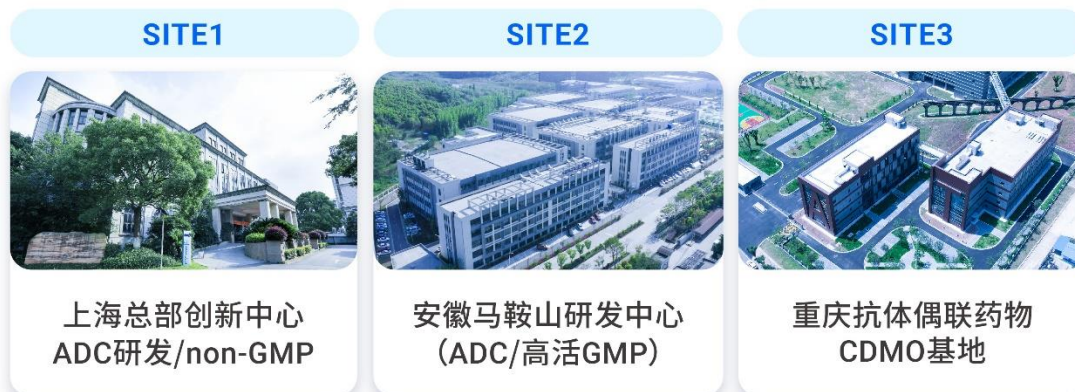 SITE1
SITE2
SITE3
上海总部创新中心
ADC研发/non-GMP
安徽马鞍山研发中心
（ADC/高活GMP）
重庆抗体偶联药物
CDMO基地